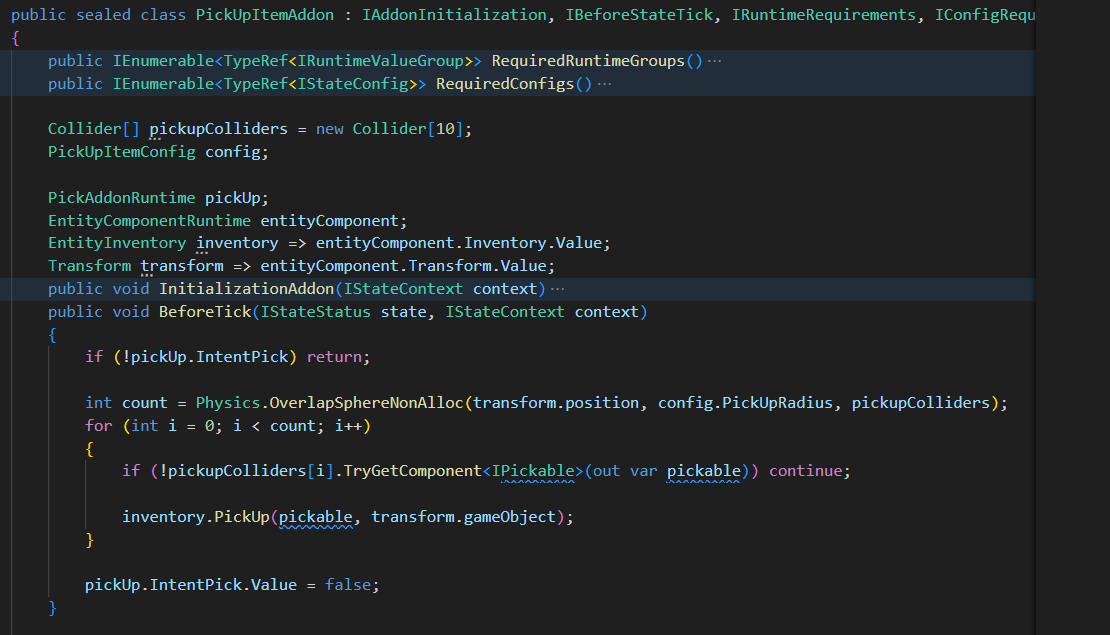 public sealed class PickUpItemAddon : IAddonInitialization, IBeforeStateTick, IRuntimeRequirements, IConfigRequ
{
public IEnumerable<TypeRef<IRuntimeValueGroup>> RequiredRuntimeGroups() ···
public IEnumerable<TypeRef<IStateConfig>> RequiredConfigs() ···
Collider[] pickupColliders = new Collider[10];
PickUpItemConfig config;
PickAddonRuntime pickUp;
EntityComponentRuntime entityComponent;
EntityInventory inventory => entityComponent.Inventory.Value;
Transform transform => entityComponent.Transform.Value;
public void InitializationAddon(IStateContext context) ···
public void BeforeTick(IStateStatus state, IStateContext context)
{
if (!pickUp.IntentPick) return;
int count = Physics.OverlapSphereNonAlloc(transform.position, config.PickUpRadius, pickupColliders);
for (int i = 0; i < count; i++)
{
if (!pickupColliders[i].TryGetComponent<IPickable>(out var pickable)) continue;
inventory.PickUp(pickable, transform.gameObject);
}
pickUp.IntentPick.Value = false;
}